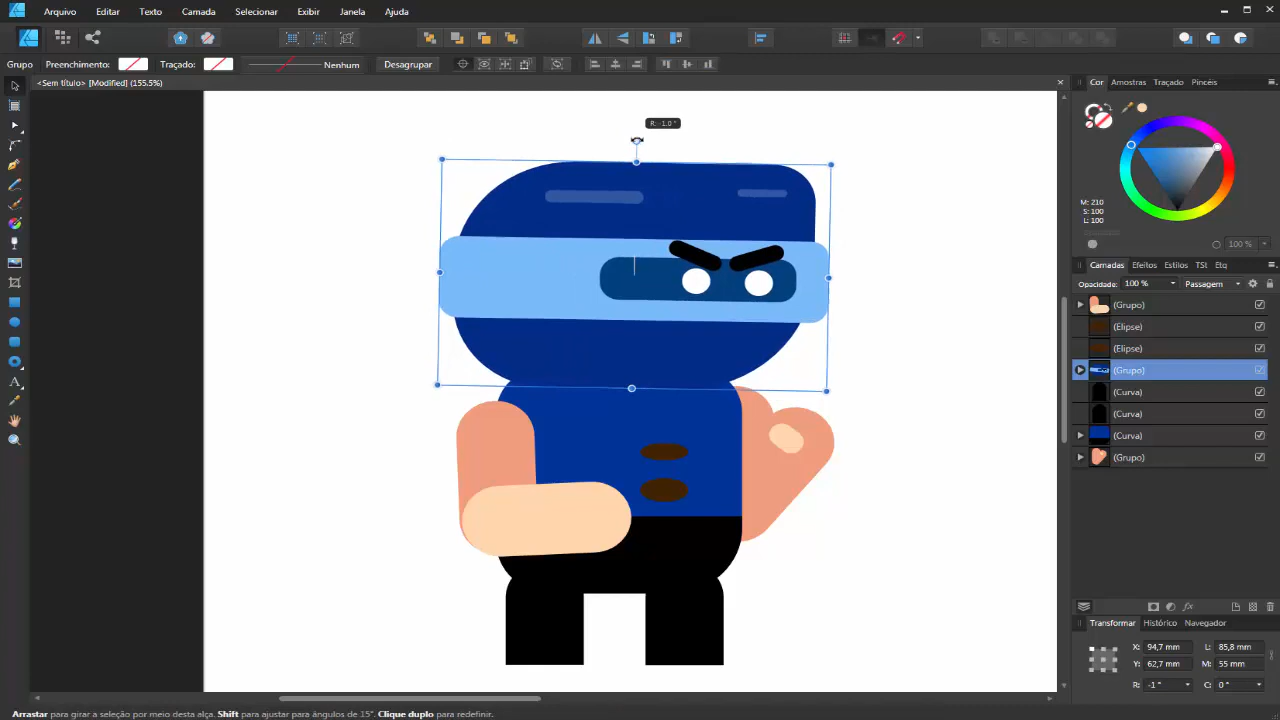 Arquivo Editar Texto Camada Selecionar Exibir Janela Ajuda
Grupo Preenchimento: Traçado: Nenhum Desagrupar
<Sem título> [Modified] (155.5%)
Cor Amostras Traçado Pincéis
R: -1.0 °
M: 210
S: 100
L: 100
100 %
Camadas Efeitos Estilos TSI Etq
Opacidade: 100 % Passagem
(Grupo)
(Elipse)
(Elipse)
(Grupo)
(Curva)
(Curva)
(Curva)
(Grupo)
Transformar Histórico Navegador
X: 94,7 mm L: 85,8 mm
Y: 62,7 mm M: 55 mm
R: -1 ° C: 0 °
Arrastar para girar a seleção por meio desta alça. Shift para ajustar para ângulos de 15°. Clique duplo para redefinir.